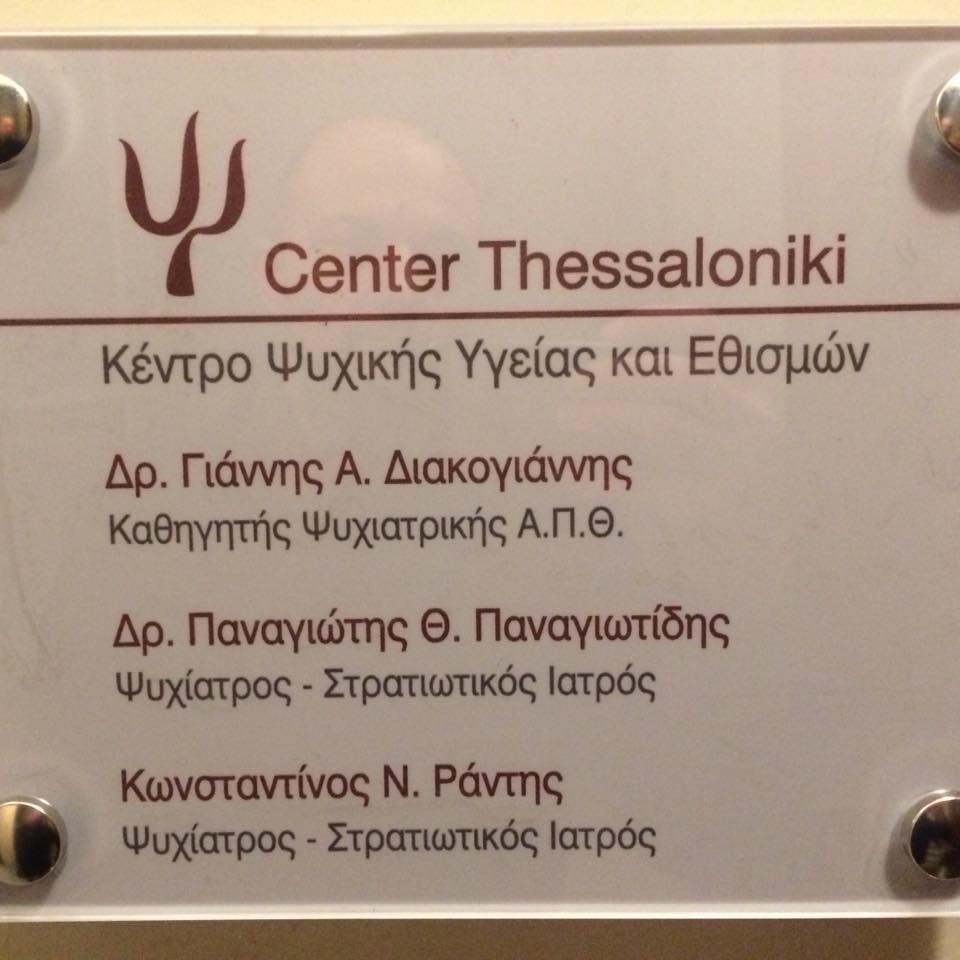 Ψ Center Thessaloniki
Κέντρο Ψυχικής Υγείας και Εθισμών
Δρ. Γιάννης Α. Διακογιάννης
Καθηγητής Ψυχιατρικής Α.Π.Θ.
Δρ. Παναγιώτης Θ. Παναγιωτίδης
Ψυχίατρος - Στρατιωτικός Ιατρός
Κωνσταντίνος Ν. Ράντης
Ψυχίατρος - Στρατιωτικός Ιατρός